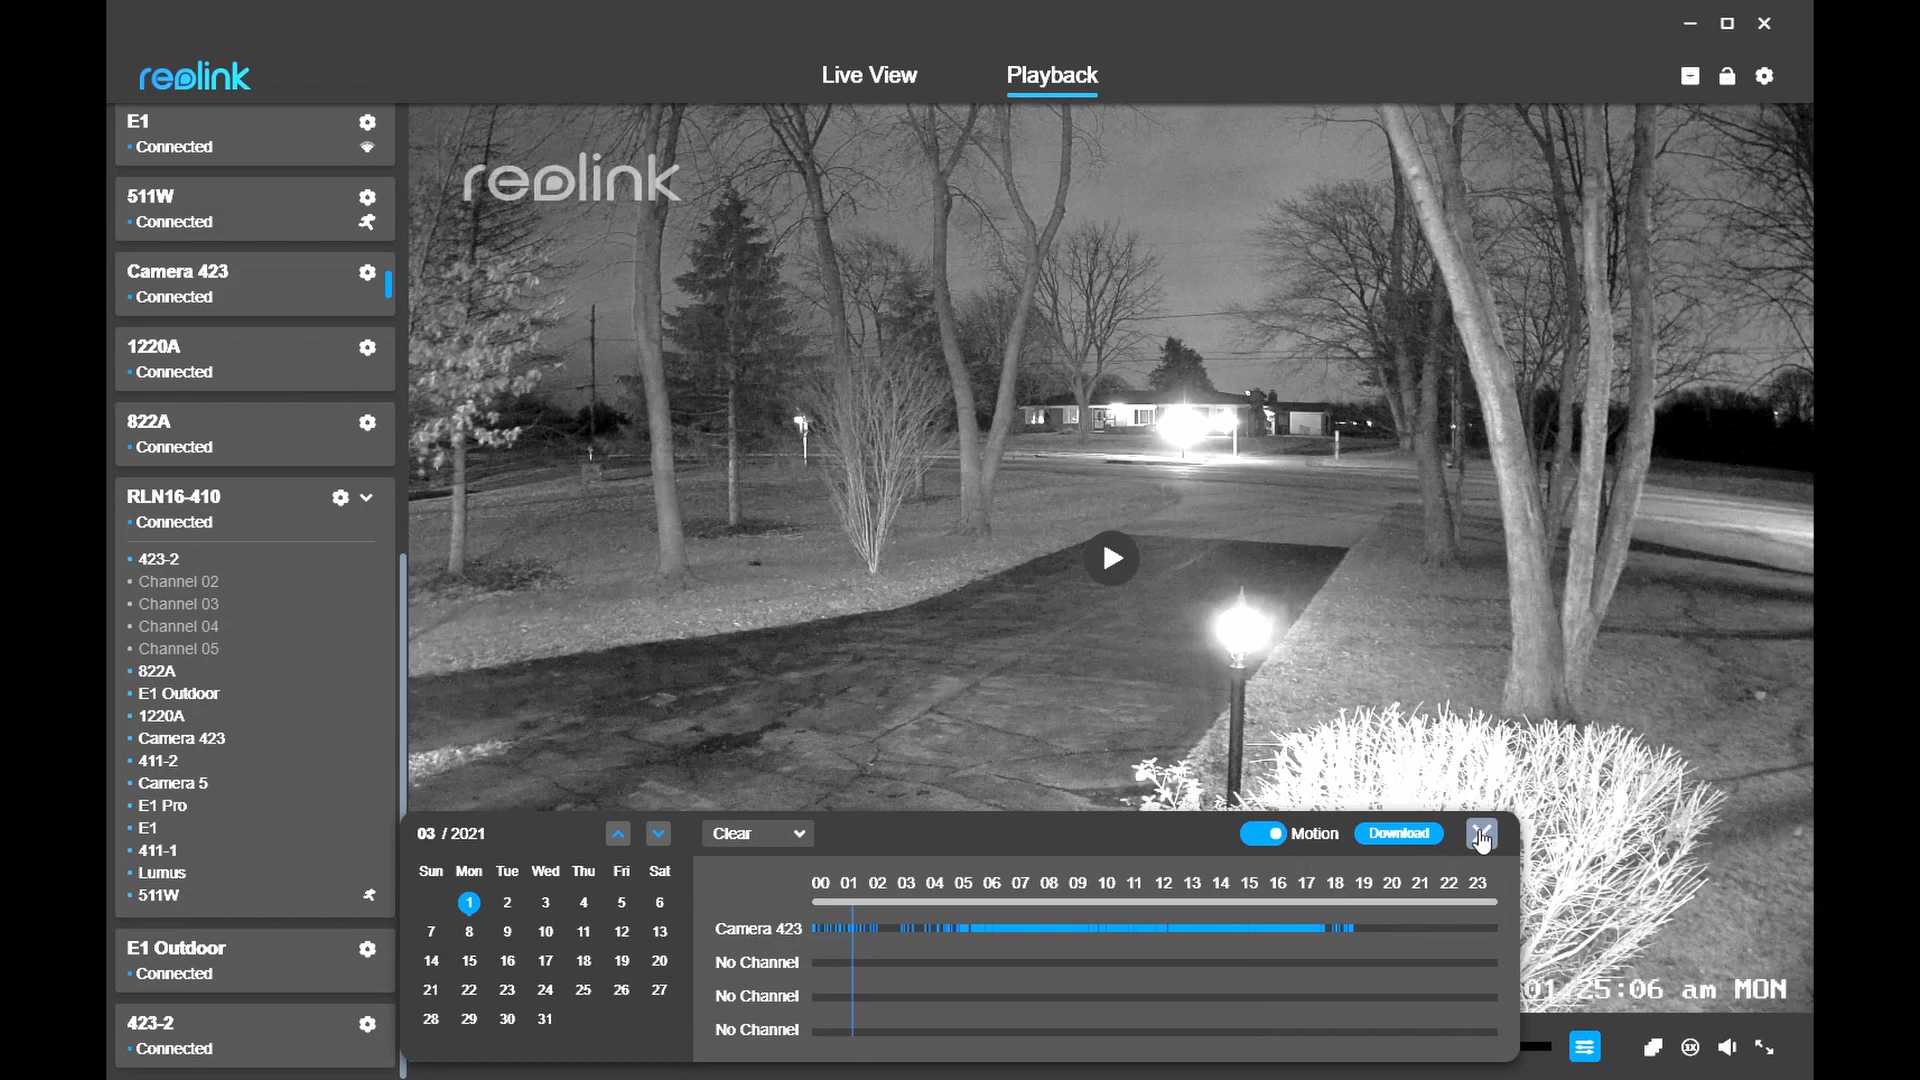 reolink
Live View
Playback
E1
Connected
511W
Connected
Camera 423
Connected
1220A
Connected
822A
Connected
RLN16-410
Connected
423-2
Channel 02
Channel 03
Channel 04
Channel 05
822A
E1 Outdoor
1220A
Camera 423
411-2
Camera 5
E1 Pro
E1
411-1
Lumus
511W
E1 Outdoor
Connected
423-2
Connected
reolink
03 / 2021
Sun Mon Tue Wed Thu Fri Sat
1 2 3 4 5 6
7 8 9 10 11 12 13
14 15 16 17 18 19 20
21 22 23 24 25 26 27
28 29 30 31
Clear
Motion
Download
00 01 02 03 04 05 06 07 08 09 10 11 12 13 14 15 16 17 18 19 20 21 22 23
Camera 423
No Channel
No Channel
No Channel
01:25:06 am MON
1X